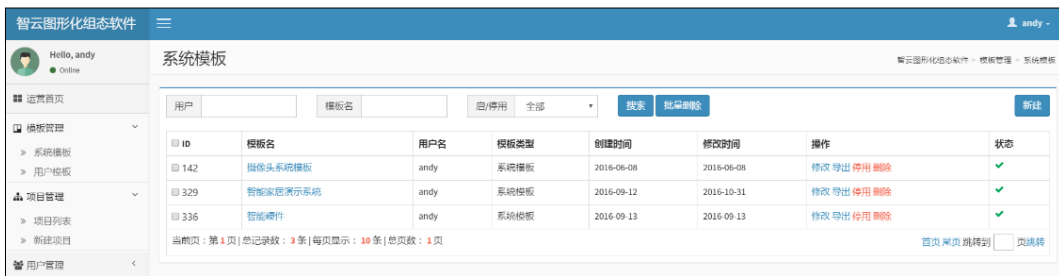 智云图形化组态软件
andy -
Hello, andy
Online
系统模板
智云图形化组态软件 > 模板管理 > 系统模板
运营首页
模板管理
系统模板
用户模板
项目管理
项目列表
新建项目
用户管理
用户 模板名 启/停用 全部 搜索 批量删除 新建
ID 模板名 用户名 模板类型 创建时间 修改时间 操作 状态
142 摄像头系统模板 andy 系统模板 2016-06-08 2016-06-08 修改 导出 停用 删除
329 智能家居演示系统 andy 系统模板 2016-09-12 2016-10-31 修改 导出 停用 删除
336 智能硬件 andy 系统模板 2016-09-13 2016-09-13 修改 导出 停用 删除
当前页：第1页| 总记录数：3条| 每页显示：10条| 总页数：1页 首页 尾页 跳转到 页跳转